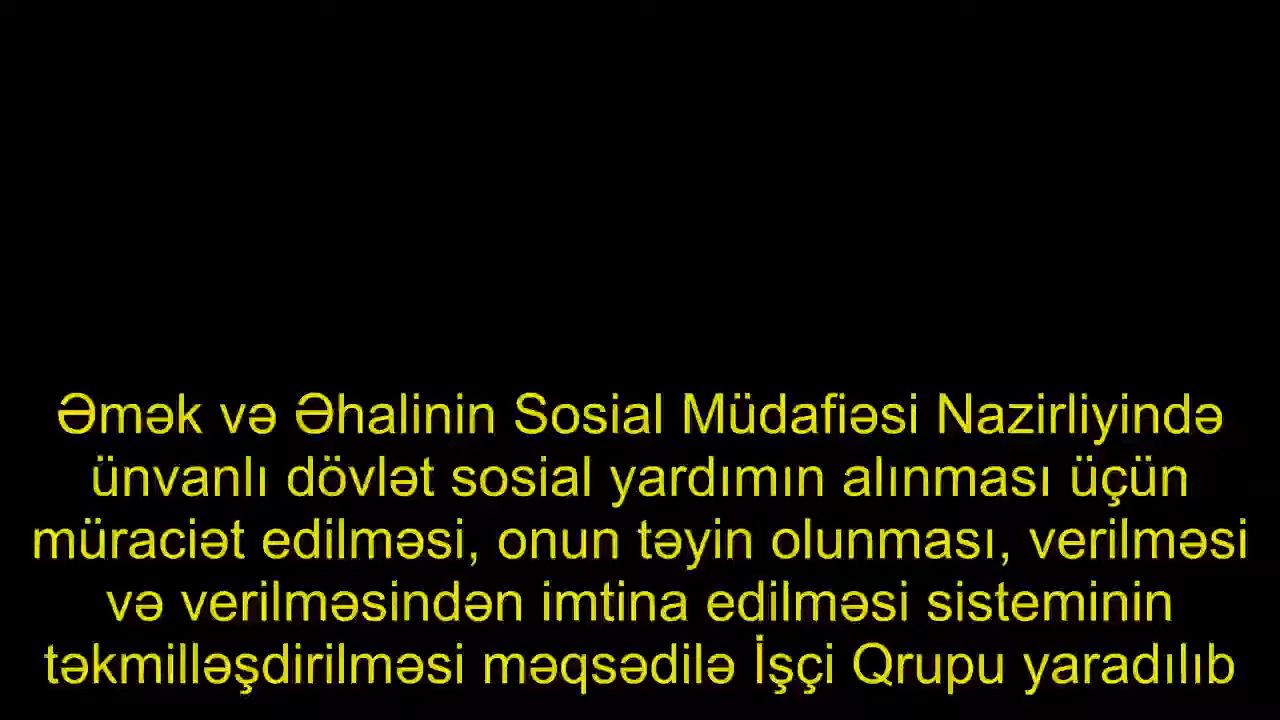 Əmək və Əhalinin Sosial Müdafiəsi Nazirliyində
ünvanlı dövlət sosial yardımın alınması üçün
müraciət edilməsi, onun təyin olunması, verilməsi
və verilməsindən imtina edilməsi sisteminin
təkmilləşdirilməsi məqsədilə İşçi Qrupu yaradılıb